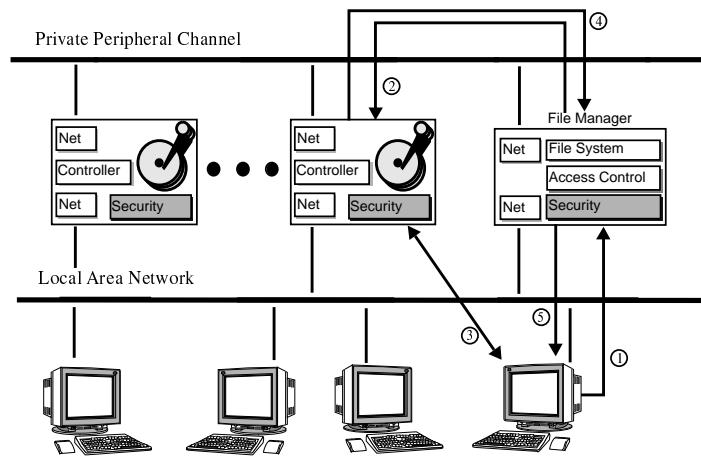 Private Peripheral Channel
④
②
File Manager
Net
Controller
Net
Security
Net
Controller
Net
Security
Net
File System
Access Control
Net
Security
Local Area Network
③
⑤
①